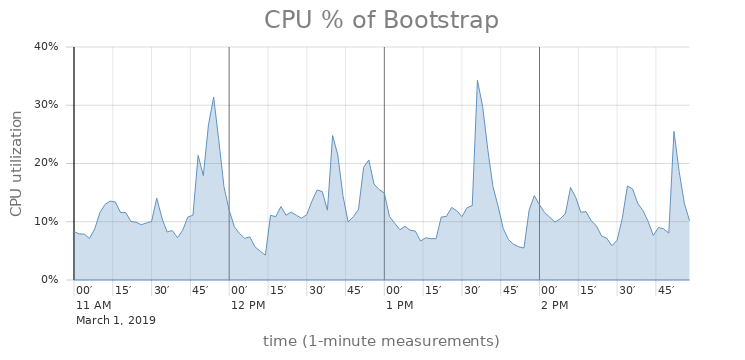 CPU % of Bootstrap
40%
30%
20%
10%
0%
CPU utilization
00′ 15′ 30′ 45′ 00′ 15′ 30′ 45′ 00′ 15′ 30′ 45′ 00′ 15′ 30′ 45′
11 AM 12 PM 1 PM 2 PM
March 1, 2019
time (1-minute measurements)